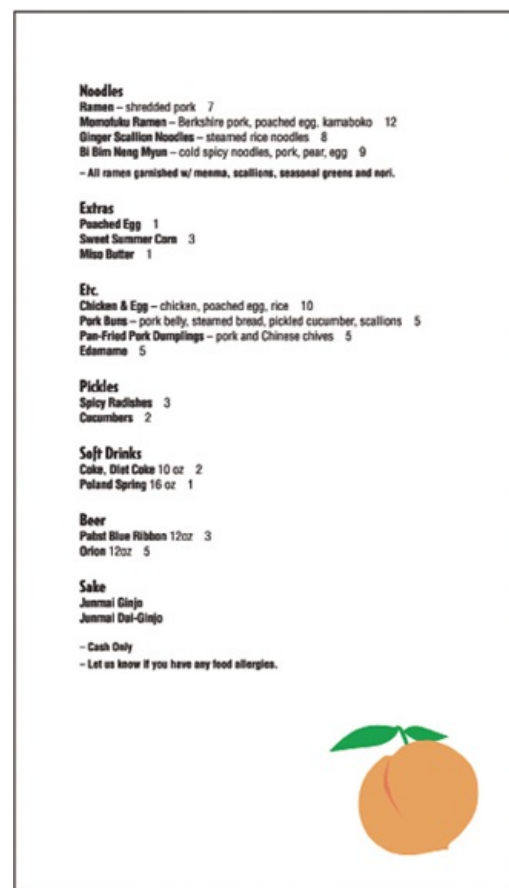 Noodles
Ramen – shredded pork 7
Momotuku Ramen – Berkshire pork, poached egg, kamaboko 12
Ginger Scallion Noodles – steamed rice noodles 8
Bi Bim Neng Myun – cold spicy noodles, pork, pear, egg 9
– All ramen garnished w/ menma, scallions, seasonal greens and nori.
Extras
Poached Egg 1
Sweet Summer Corn 3
Miso Butter 1
Etc.
Chicken & Egg – chicken, poached egg, rice 10
Pork Buns – pork belly, steamed bread, pickled cucumber, scallions 5
Pan-Fried Pork Dumplings – pork and Chinese chives 5
Edamame 5
Pickles
Spicy Radishes 3
Cucumbers 2
Soft Drinks
Coke, Diet Coke 10 oz 2
Poland Spring 16 oz 1
Beer
Pabst Blue Ribbon 12oz 3
Orion 12oz 5
Sake
Junmai Ginjo
Junmai Dai-Ginjo
– Cash Only
– Let us know if you have any food allergies.